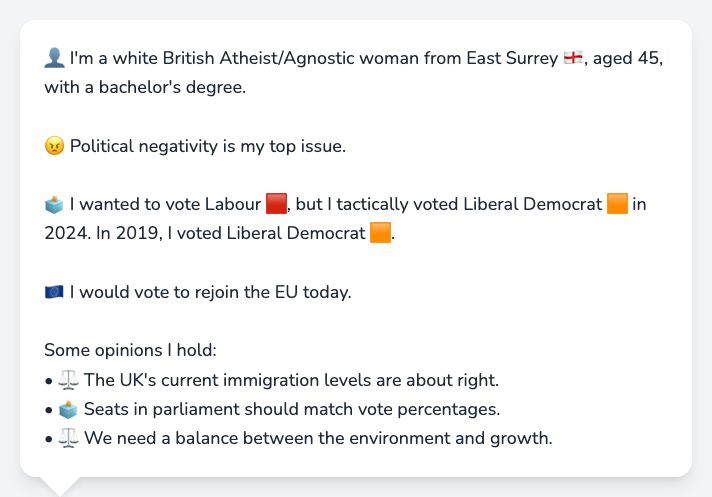 👤 I'm a white British Atheist/Agnostic woman from East Surrey 🏴󠁧󠁢󠁥󠁮󠁧󠁿, aged 45,
with a bachelor's degree.
😠 Political negativity is my top issue.
🗳️ I wanted to vote Labour 🟥, but I tactically voted Liberal Democrat 🟧 in
2024. In 2019, I voted Liberal Democrat 🟧.
🇪🇺 I would vote to rejoin the EU today.
Some opinions I hold:
• ⚖️ The UK's current immigration levels are about right.
• 🗳️ Seats in parliament should match vote percentages.
• ⚖️ We need a balance between the environment and growth.